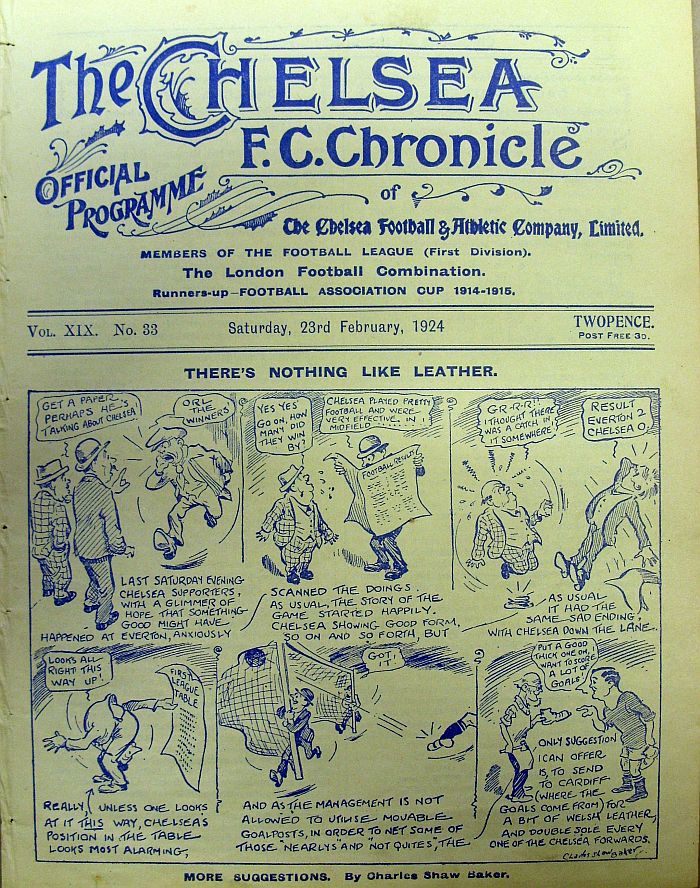 The CHELSEA
F.C. Chronicle
OFFICIAL
PROGRAMME
of
The Chelsea Football & Athletic Company, Limited.
MEMBERS OF THE FOOTBALL LEAGUE (First Division).
The London Football Combination.
Runners-up—FOOTBALL ASSOCIATION CUP 1914-1915.
VOL. XIX. No. 33
Saturday, 23rd February, 1924
TWOPENCE.
POST FREE 3D.
THERE'S NOTHING LIKE LEATHER.
GET A PAPER
PERHAPS HE'S
TALKING ABOUT CHELSEA!
ORL
THE
WINNERS
LAST SATURDAY EVENING
CHELSEA SUPPORTERS,
WITH A GLIMMER OF
HOPE THAT SOMETHING
GOOD MIGHT HAVE
HAPPENED AT EVERTON, ANXIOUSLY
YES YES
GO ON, HOW
MANY DID
THEY WIN
BY?
CHELSEA PLAYED PRETTY
FOOTBALL AND WERE
VERY EFFECTIVE IN
MIDFIELD
FOOTBALL RESULTS
SCANNED THE DOINGS.
AS USUAL, THE STORY OF THE
GAME STARTED HAPPILY.
CHELSEA SHOWING GOOD FORM,
SO ON AND SO FORTH, BUT
GR-R-R!!
I THOUGHT THERE
WAS A CATCH IN
IT SOMEWHERE
RESULT
EVERTON 2
CHELSEA 0.
AS USUAL
IT HAD THE
SAME SAD ENDING,
WITH CHELSEA DOWN THE LANE.
LOOKS ALL
RIGHT THIS
WAY UP!
FIRST
LEAGUE
TABLE
REALLY, UNLESS ONE LOOKS
AT IT THIS WAY, CHELSEA'S
POSITION IN THE TABLE
LOOKS MOST ALARMING,
GOT
IT!
AND AS THE MANAGEMENT IS NOT
ALLOWED TO UTILISE MOVABLE
GOALPOSTS, IN ORDER TO NET SOME OF
THOSE "NEARLYS" AND "NOT QUITES", THE
PUT A GOOD
THICK ONE ON,
I WANT TO SCORE
A LOT OF
GOALS!
ONLY SUGGESTION
I CAN OFFER
IS, TO SEND
TO CARDIFF
(WHERE THE
GOALS COME FROM) FOR
A BIT OF WELSH LEATHER,
AND DOUBLE SOLE EVERY
ONE OF THE CHELSEA FORWARDS.
Charles Shaw Baker.
MORE SUGGESTIONS. By Charles Shaw Baker.